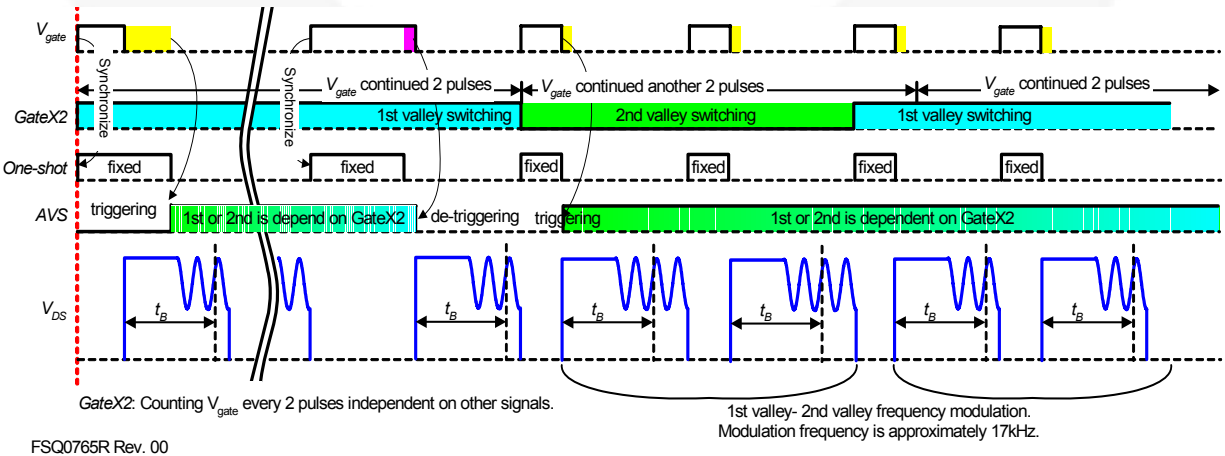 Vgate
Synchronize
Synchronize
Vgate continued 2 pulses
Vgate continued another 2 pulses
Vgate continued 2 pulses
GateX2
1st valley switching
2nd valley switching
1st valley switching
One-shot
fixed
fixed
fixed
fixed
fixed
fixed
AVS
triggering
1st or 2nd is depend on GateX2
de-triggering
triggering
1st or 2nd is dependent on GateX2
VDS
tB
tB
tB
tB
tB
tB
GateX2: Counting Vgate every 2 pulses independent on other signals.
1st valley- 2nd valley frequency modulation.
Modulation frequency is approximately 17kHz.
FSQ0765R Rev. 00